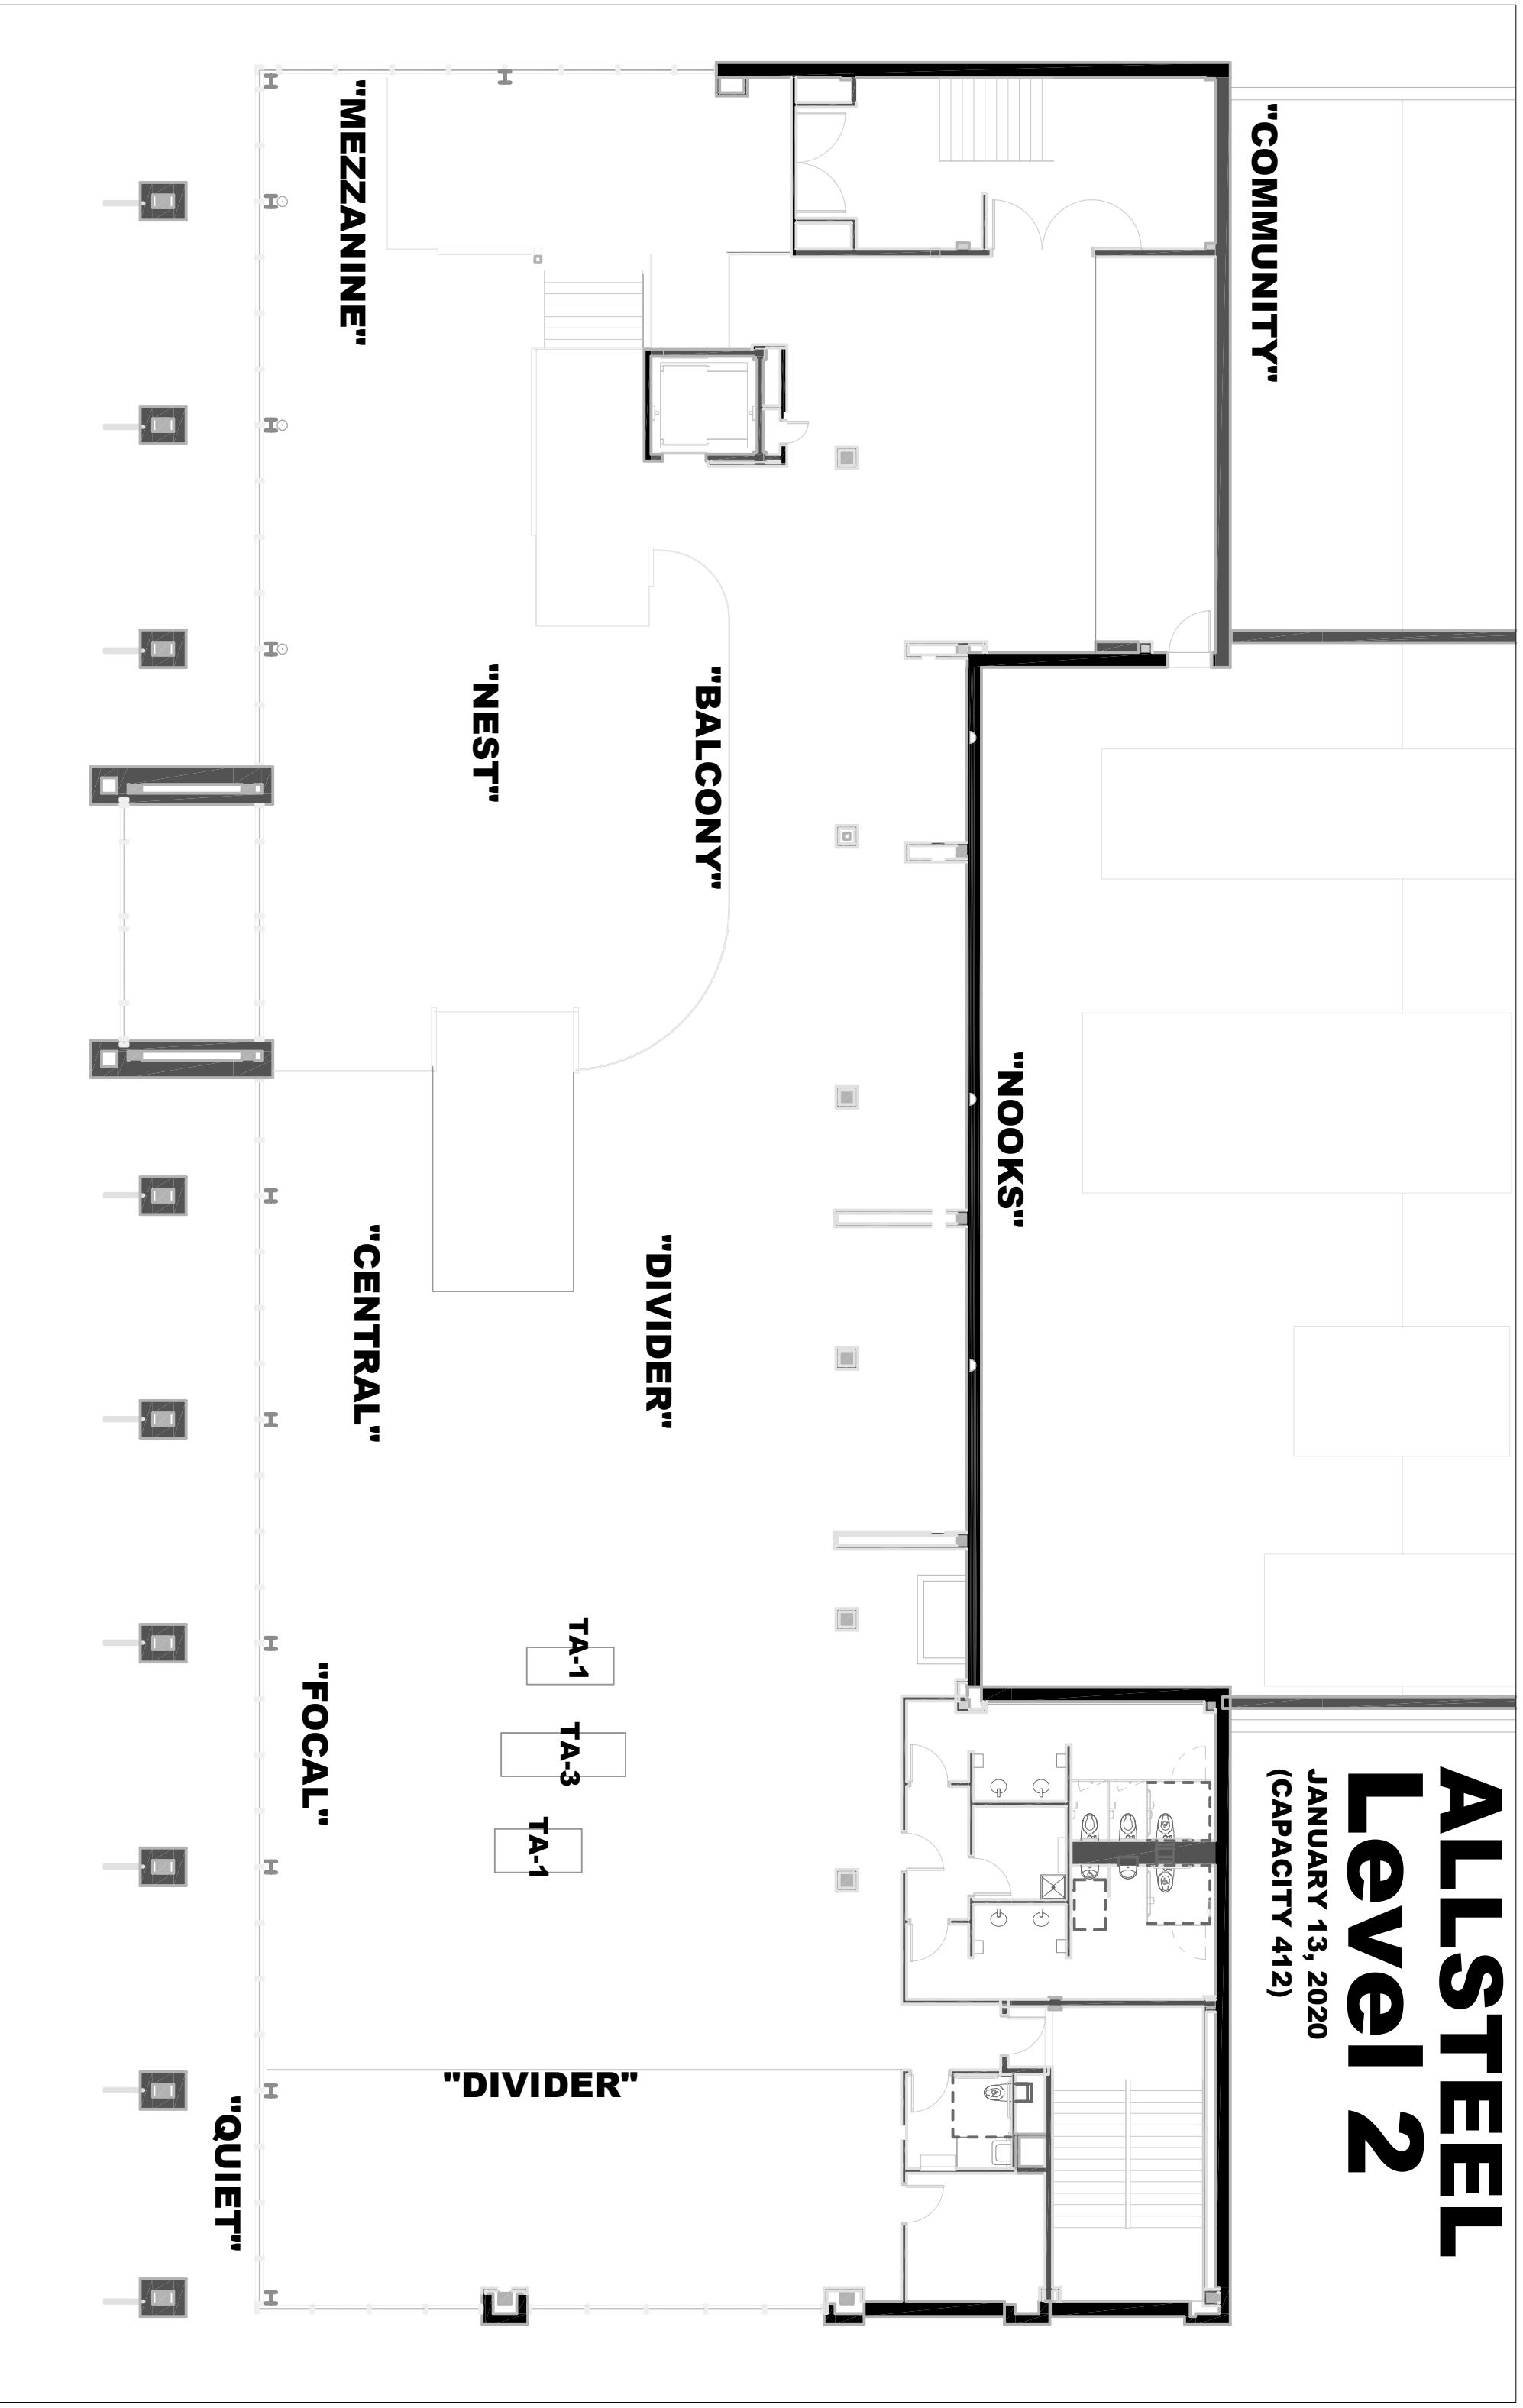 ALLSTEEL
Level 2
JANUARY 13, 2020
(CAPACITY 412)
"COMMUNITY"
"NOOKS"
"BALCONY"
"DIVIDER"
"NEST"
"MEZZANINE"
"CENTRAL"
TA-1
TA-3
TA-1
"FOCAL"
"DIVIDER"
"QUIET"